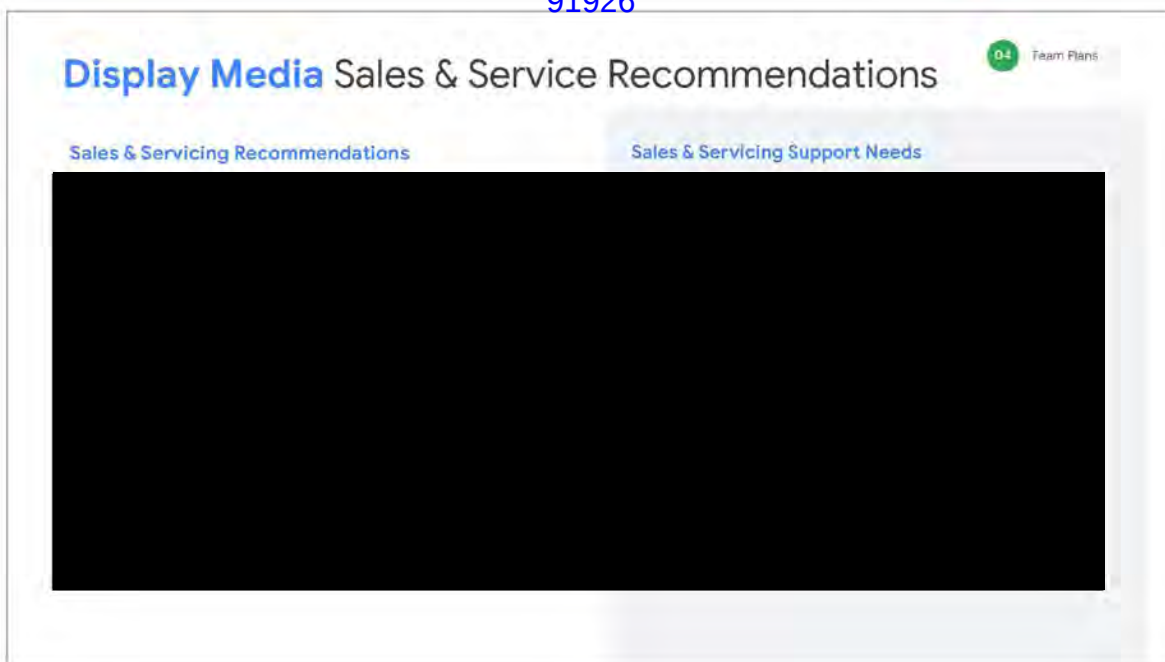 91926
Display Media Sales & Service Recommendations
04 Team Plans
Sales & Servicing Recommendations
Sales & Servicing Support Needs